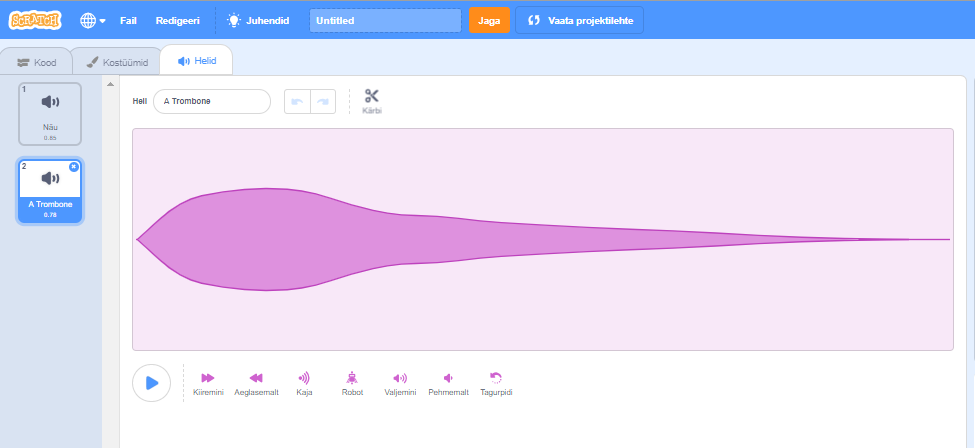 SCRATCH Fail Redigeeri Juhendid Untitled Jaga Vaata projektilehte
Kood Kostüümid Helid
1
Näu
0.85
2
A Trombone
0.78
Heli A Trombone Kärbi
Kiiremini Aeglasemalt Kaja Robot Valjemini Pehmemalt Tagurpidi